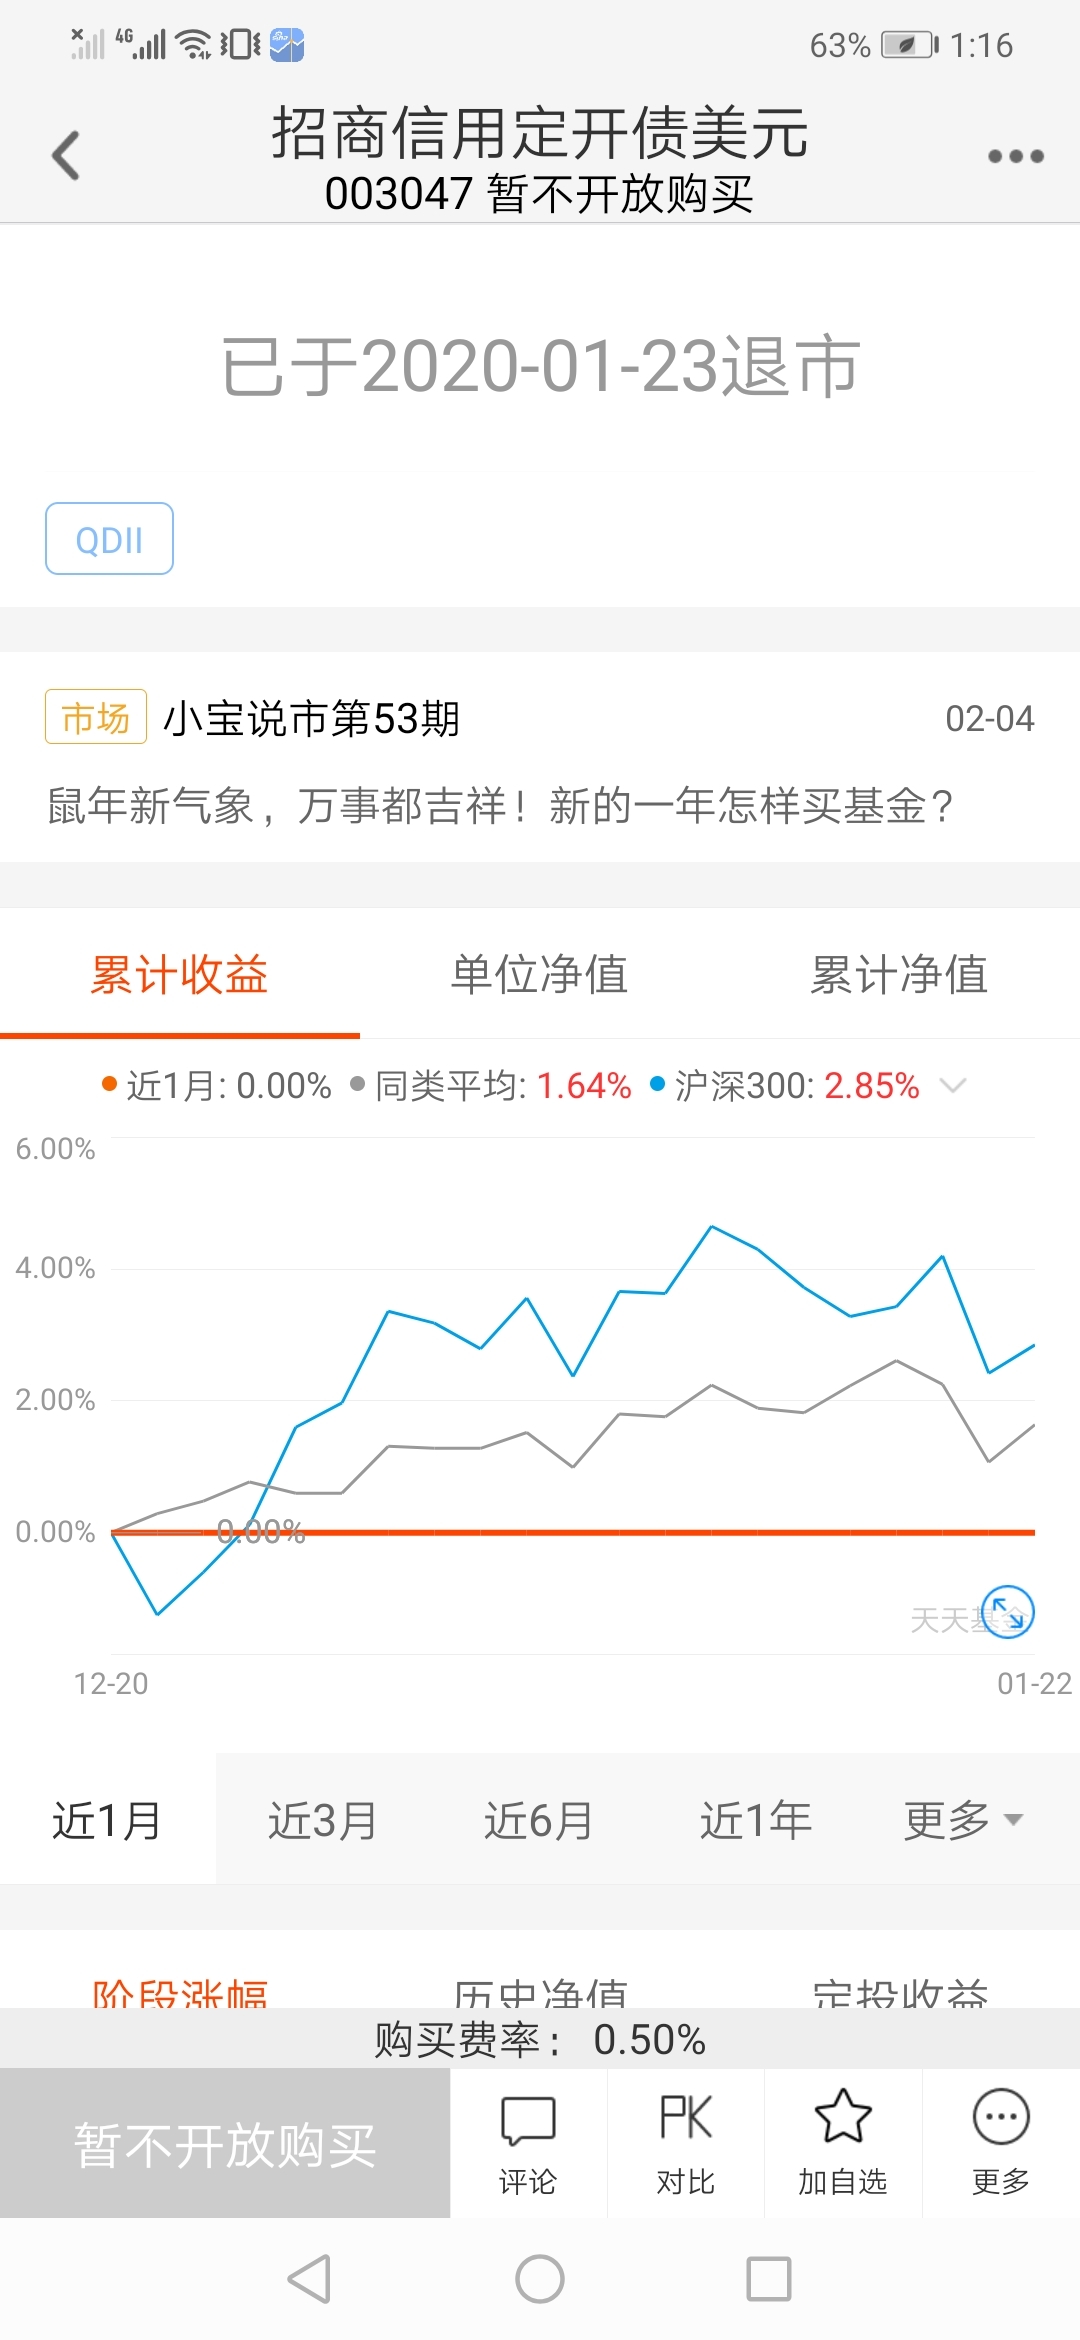 4G 63% 1:16
招商信用定开债美元
003047 暂不开放购买
已于2020-01-23退市
QDII
市场 小宝说市第53期 02-04
鼠年新气象，万事都吉祥！新的一年怎样买基金？
累计收益 单位净值 累计净值
近1月: 0.00% 同类平均: 1.64% 沪深300: 2.85%
6.00%
4.00%
2.00%
0.00% 0.00%
天天基金
12-20 01-22
近1月 近3月 近6月 近1年 更多
阶段涨幅 历史净值 定投收益
购买费率： 0.50%
暂不开放购买
PK
评论 对比 加自选 更多